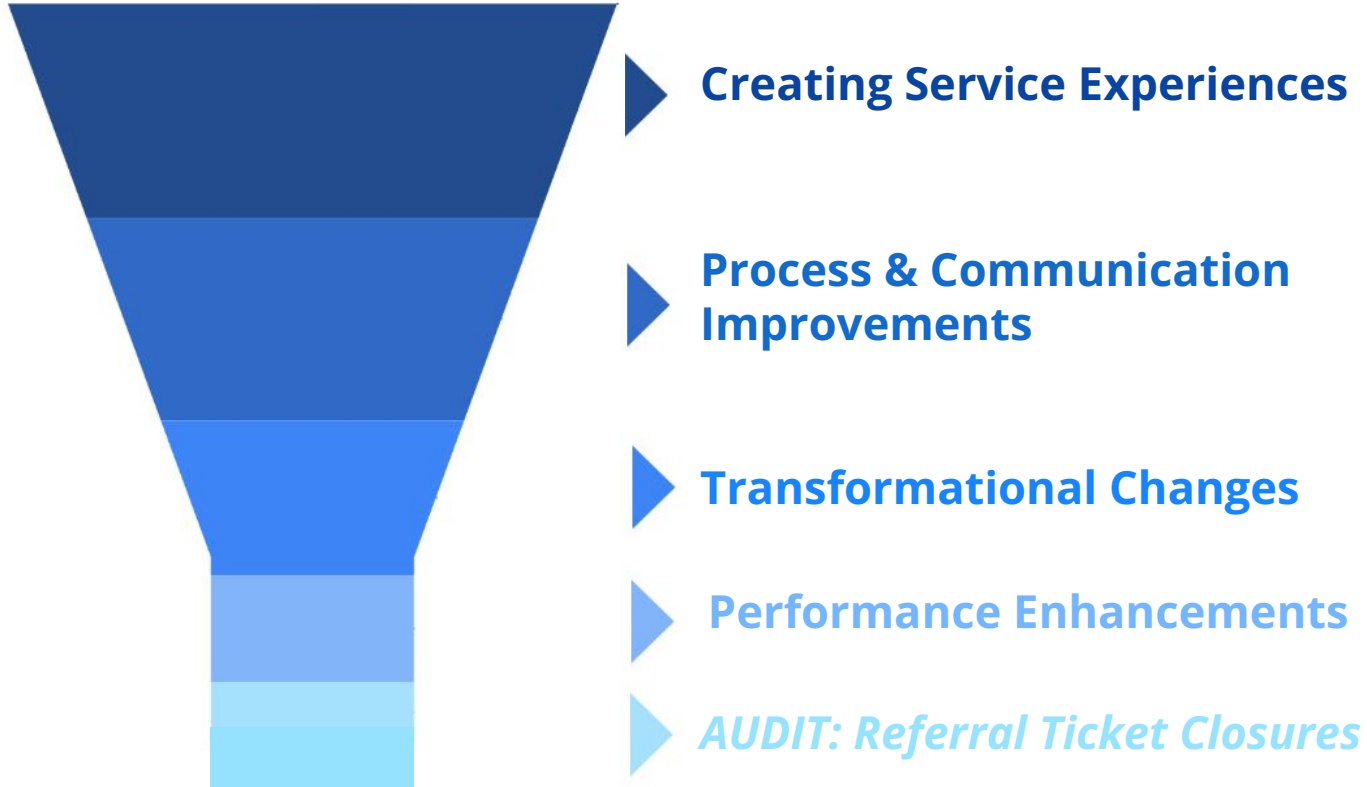 Creating Service Experiences
Process & Communication
Improvements
Transformational Changes
Performance Enhancements
AUDIT: Referral Ticket Closures